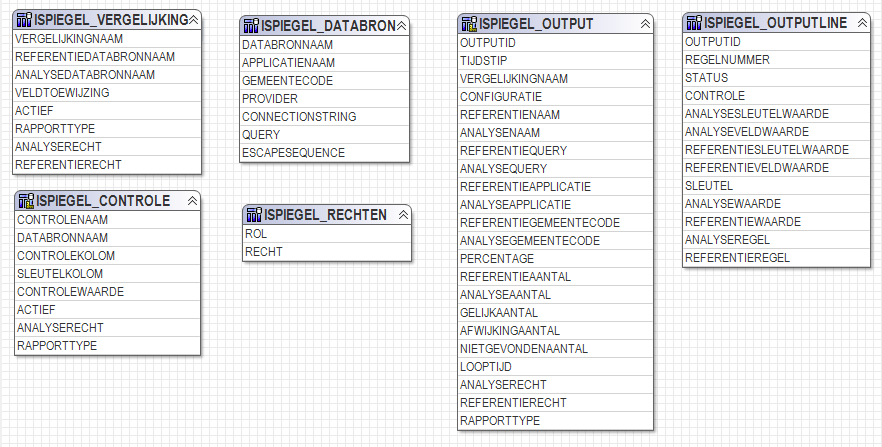 ISPIEGEL_VERGELIJKING
VERGELIJKINGNAAM
REFERENTIEDATABRONNAAM
ANALYSEDATABRONNAAM
VELDTOEWIJZING
ACTIEF
RAPPORTTYPE
ANALYSERECHT
REFERENTIERECHT
ISPIEGEL_CONTROLE
CONTROLENAAM
DATABRONNAAM
CONTROLEKOLOM
SLEUTELKOLOM
CONTROLEWAARDE
ACTIEF
ANALYSERECHT
RAPPORTTYPE
ISPIEGEL_DATABRON
DATABRONNAAM
APPLICATIENAAM
GEMEENTECODE
PROVIDER
CONNECTIONSTRING
QUERY
ESCAPESEQUENCE
ISPIEGEL_RECHTEN
ROL
RECHT
ISPIEGEL_OUTPUT
OUTPUTID
TIJDSTIP
VERGELIJKINGNAAM
CONFIGURATIE
REFERENTIENAAM
ANALYSENAAM
REFERENTIEQUERY
ANALYSEQUERY
REFERENTIEAPPLICATIE
ANALYSEAPPLICATIE
REFERENTIEGEMEENTECODE
ANALYSEGEMEENTECODE
PERCENTAGE
REFERENTIEAANTAL
ANALYSEAANTAL
GELIJKAANTAL
AFWIJKINGAANTAL
NIETGEVONDENAANTAL
LOOPTIJD
ANALYSERECHT
REFERENTIERECHT
RAPPORTTYPE
ISPIEGEL_OUTPUTLINE
OUTPUTID
REGELNUMMER
STATUS
CONTROLE
ANALYSESLEUTELWAARDE
ANALYSEVELDWAARDE
REFERENTIESLEUTELWAARDE
REFERENTIEVELDWAARDE
SLEUTEL
ANALYSEWAARDE
REFERENTIEWAARDE
ANALYSEREGEL
REFERENTIEREGEL